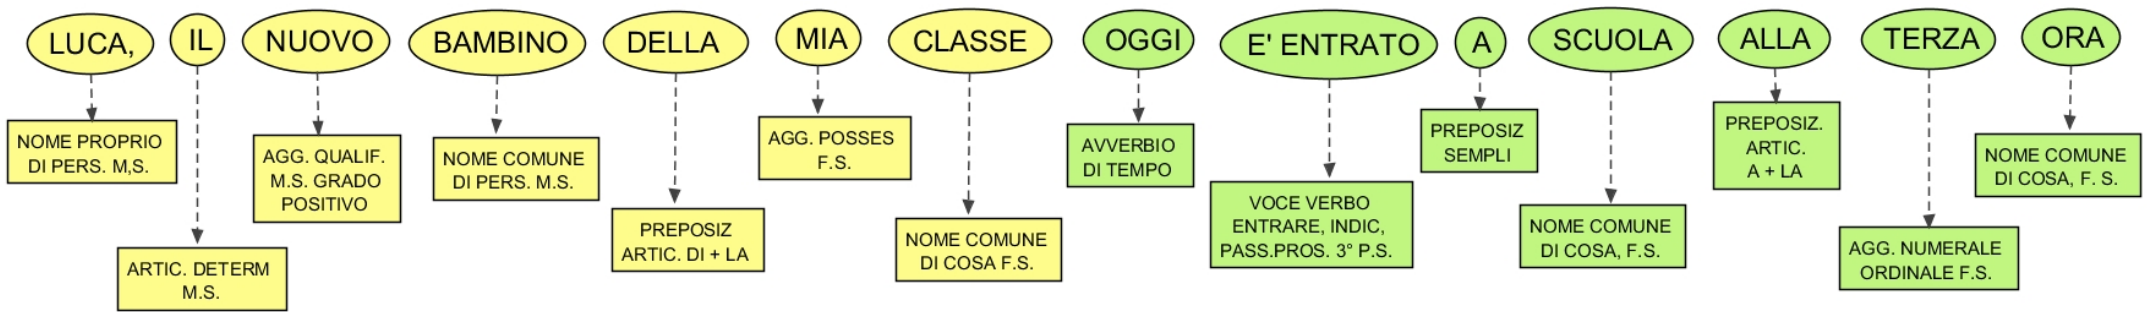 LUCA, IL NUOVO BAMBINO DELLA MIA CLASSE OGGI E' ENTRATO A SCUOLA ALLA TERZA ORA
NOME PROPRIO
DI PERS. M,S.
ARTIC. DETERM
M.S.
AGG. QUALIF.
M.S. GRADO
POSITIVO
NOME COMUNE
DI PERS. M.S.
PREPOSIZ
ARTIC. DI + LA
AGG. POSSES
F.S.
NOME COMUNE
DI COSA F.S.
AVVERBIO
DI TEMPO
VOCE VERBO
ENTRARE, INDIC,
PASS.PROS. 3° P.S.
PREPOSIZ
SEMPLI
NOME COMUNE
DI COSA, F.S.
PREPOSIZ.
ARTIC.
A + LA
AGG. NUMERALE
ORDINALE F.S.
NOME COMUNE
DI COSA, F. S.